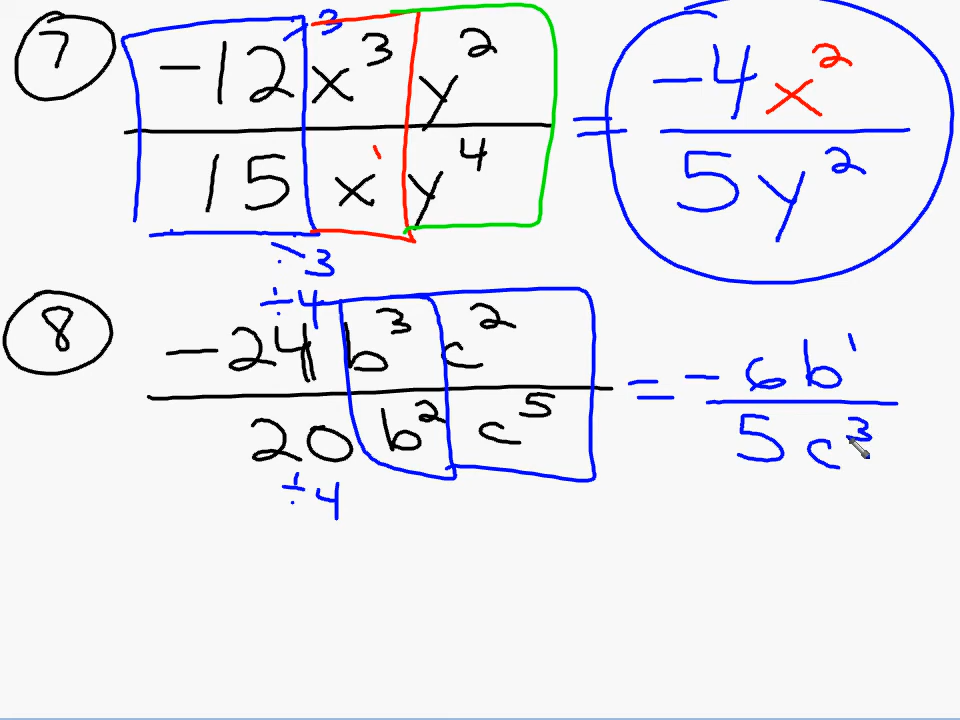 ⑦ -12 x³ y² / 15 x¹ y⁴ = -4x² / 5y²
÷3
÷3
⑧ -24 b³ c² / 20 b² c⁵ = -6b¹ / 5c³
÷4
÷4